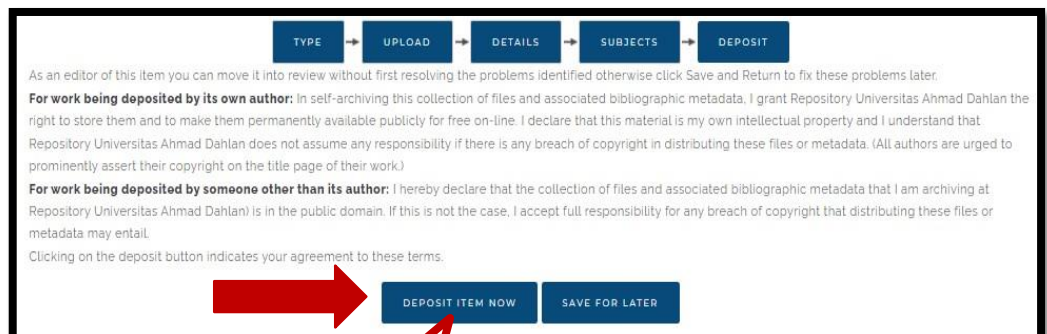 TYPE UPLOAD DETAILS SUBJECTS DEPOSIT
As an editor of this item you can move it into review without first resolving the problems identified otherwise click Save and Return to fix these problems later.
For work being deposited by its own author: In self-archiving this collection of files and associated bibliographic metadata, I grant Repository Universitas Ahmad Dahlan the
right to store them and to make them permanently available publicly for free on-line. I declare that this material is my own intellectual property and I understand that
Repository Universitas Ahmad Dahlan does not assume any responsibility if there is any breach of copyright in distributing these files or metadata. (All authors are urged to
prominently assert their copyright on the title page of their work.)
For work being deposited by someone other than its author: I hereby declare that the collection of files and associated bibliographic metadata that I am archiving at
Repository Universitas Ahmad Dahlan) is in the public domain. If this is not the case, I accept full responsibility for any breach of copyright that distributing these files or
metadata may entail.
Clicking on the deposit button indicates your agreement to these terms.
DEPOSIT ITEM NOW SAVE FOR LATER